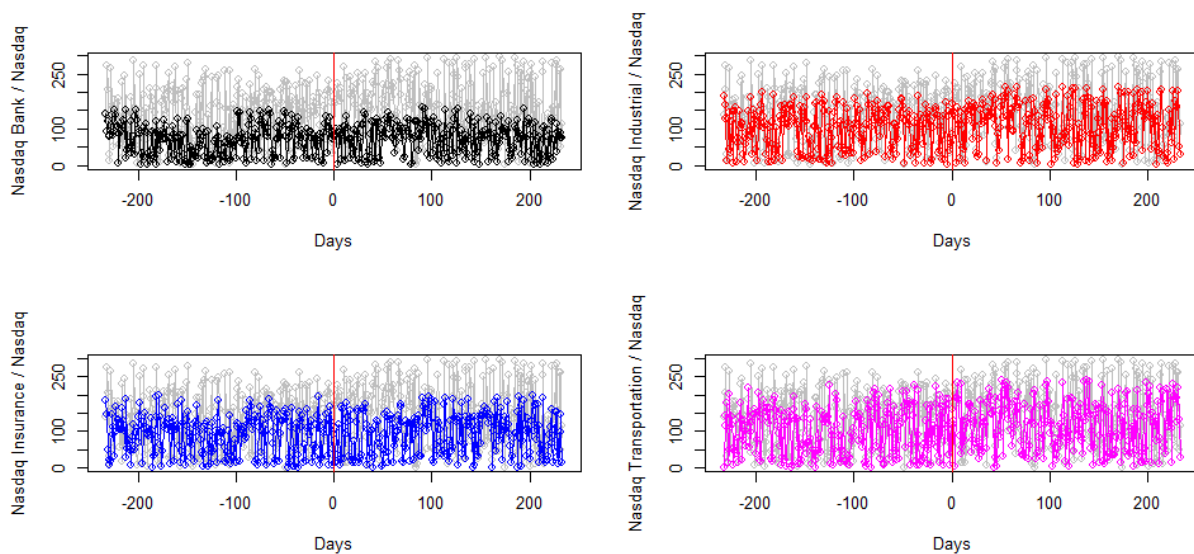 Nasdaq Bank / Nasdaq
250
100
0
-200 -100 0 100 200
Days
Nasdaq Industrial / Nasdaq
250
100
0
-200 -100 0 100 200
Days
Nasdaq Insurance / Nasdaq
250
100
0
-200 -100 0 100 200
Days
Nasdaq Transportation / Nasdaq
250
100
0
-200 -100 0 100 200
Days